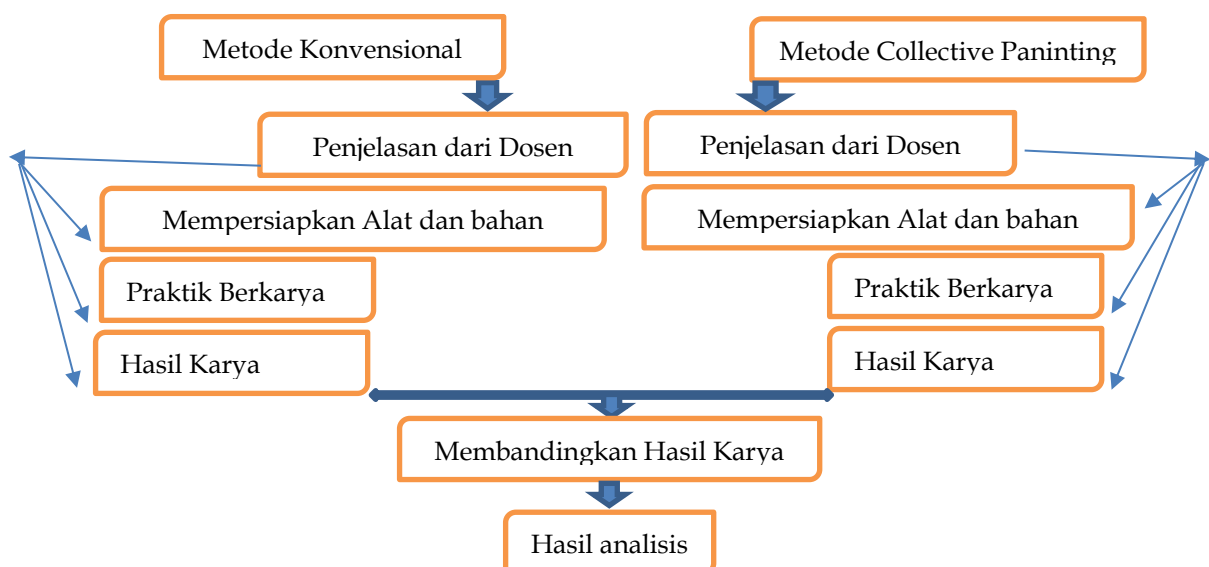 Metode Konvensional
Metode Collective Paninting
Penjelasan dari Dosen
Penjelasan dari Dosen
Mempersiapkan Alat dan bahan
Mempersiapkan Alat dan bahan
Praktik Berkarya
Praktik Berkarya
Hasil Karya
Hasil Karya
Membandingkan Hasil Karya
Hasil analisis